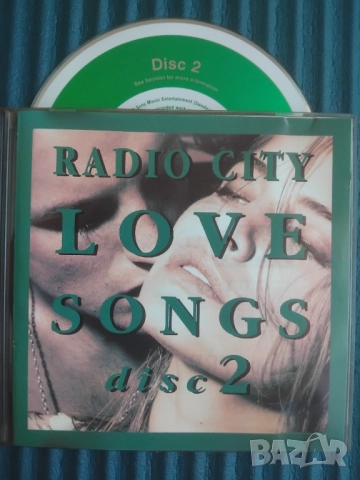 Disc 2
See booklet for more information
RADIO CITY
LOVE
SONGS
disc 2
BAZAR